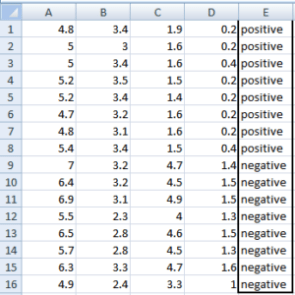 A B C D E
1 4.8 3.4 1.9 0.2 positive
2 5 3 1.6 0.2 positive
3 5 3.4 1.6 0.4 positive
4 5.2 3.5 1.5 0.2 positive
5 5.2 3.4 1.4 0.2 positive
6 4.7 3.2 1.6 0.2 positive
7 4.8 3.1 1.6 0.2 positive
8 5.4 3.4 1.5 0.4 positive
9 7 3.2 4.7 1.4 negative
10 6.4 3.2 4.5 1.5 negative
11 6.9 3.1 4.9 1.5 negative
12 5.5 2.3 4 1.3 negative
13 6.5 2.8 4.6 1.5 negative
14 5.7 2.8 4.5 1.3 negative
15 6.3 3.3 4.7 1.6 negative
16 4.9 2.4 3.3 1 negative